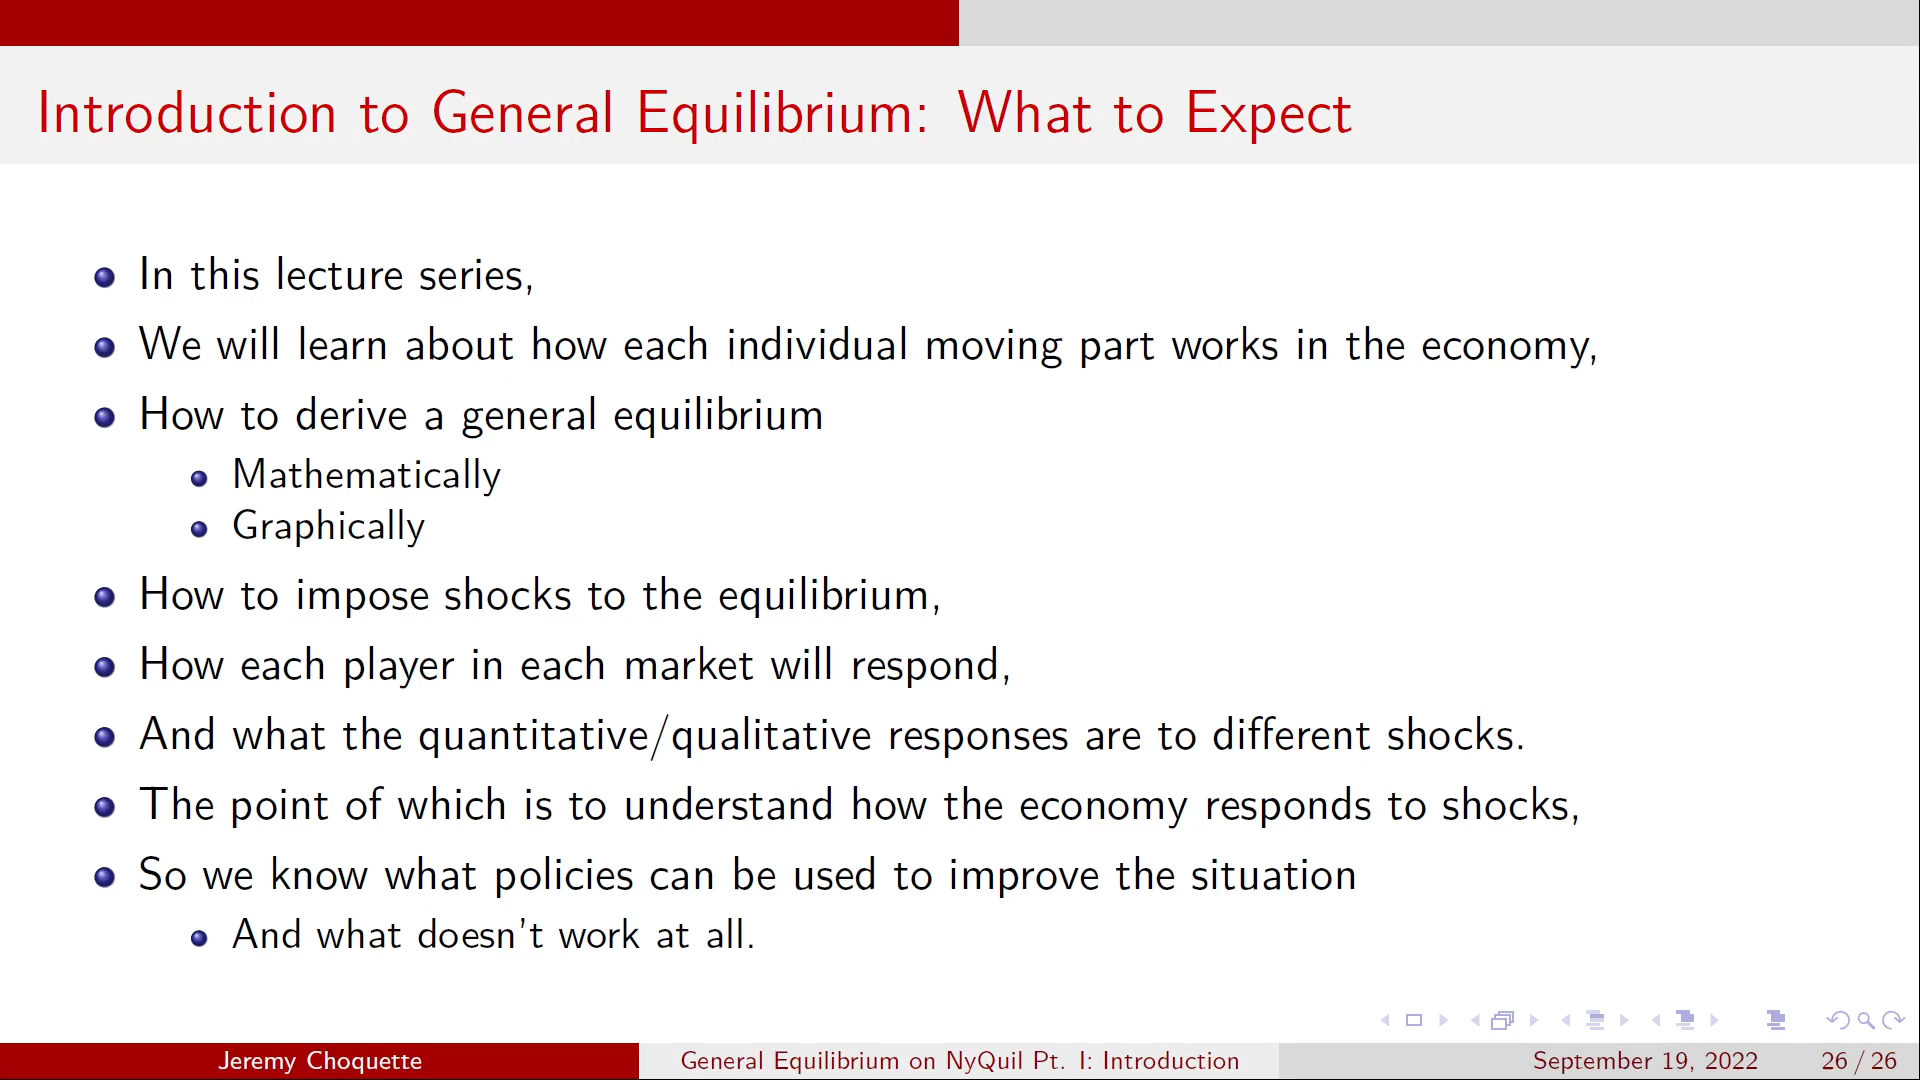 Introduction to General Equilibrium: What to Expect
In this lecture series,
We will learn about how each individual moving part works in the economy,
How to derive a general equilibrium
Mathematically
Graphically
How to impose shocks to the equilibrium,
How each player in each market will respond,
And what the quantitative/qualitative responses are to different shocks.
The point of which is to understand how the economy responds to shocks,
So we know what policies can be used to improve the situation
And what doesn't work at all.
Jeremy Choquette
General Equilibrium on NyQuil Pt. I: Introduction
September 19, 2022
26 / 26